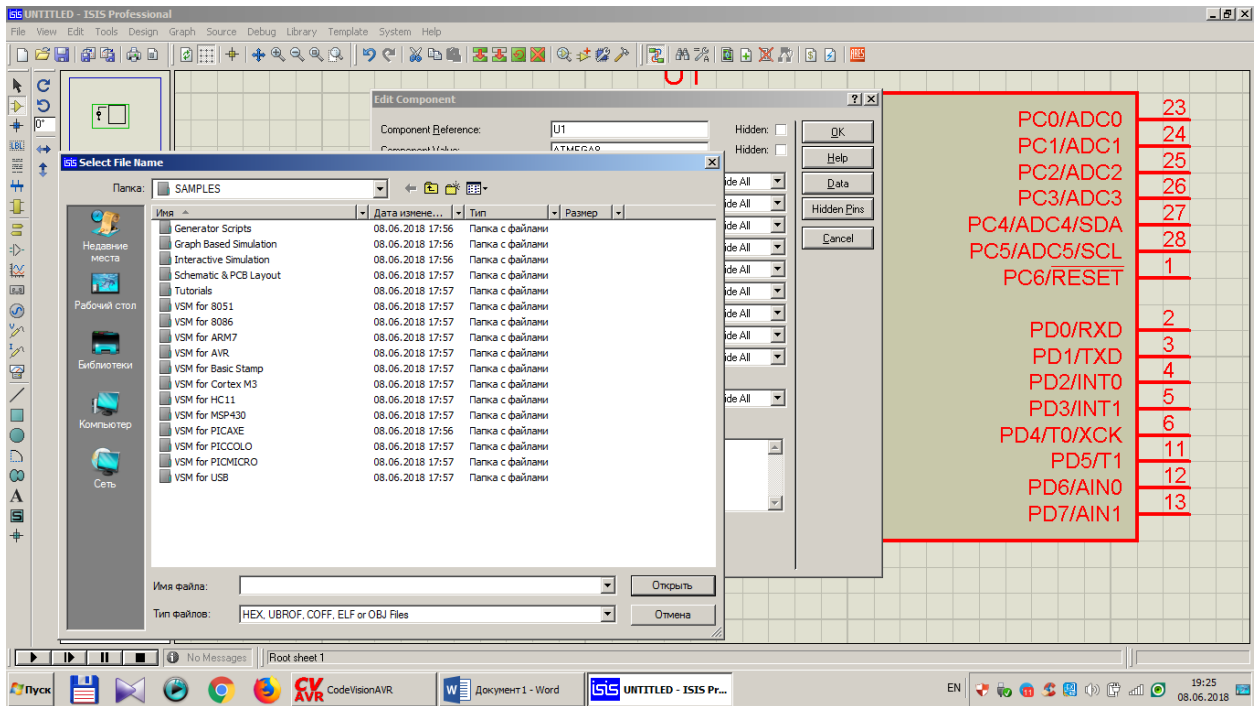 UNTITLED - ISIS Professional
File View Edit Tools Design Graph Source Debug Library Template System Help
ARES
LBL
0°
U1
Edit Component
Component Reference: U1 Hidden:
Component Value: ATMEGA8 Hidden:
OK
Help
Data
Hidden Pins
Cancel
ide All
ide All
ide All
ide All
ide All
ide All
ide All
ide All
ide All
ide All
Select File Name
Папка: SAMPLES
Недавние места
Рабочий стол
Библиотеки
Компьютер
Сеть
Имя Дата измене... Тип Размер
Generator Scripts 08.06.2018 17:56 Папка с файлами
Graph Based Simulation 08.06.2018 17:56 Папка с файлами
Interactive Simulation 08.06.2018 17:56 Папка с файлами
Schematic & PCB Layout 08.06.2018 17:57 Папка с файлами
Tutorials 08.06.2018 17:56 Папка с файлами
VSM for 8051 08.06.2018 17:57 Папка с файлами
VSM for 8086 08.06.2018 17:57 Папка с файлами
VSM for ARM7 08.06.2018 17:57 Папка с файлами
VSM for AVR 08.06.2018 17:57 Папка с файлами
VSM for Basic Stamp 08.06.2018 17:57 Папка с файлами
VSM for Cortex M3 08.06.2018 17:57 Папка с файлами
VSM for HC11 08.06.2018 17:57 Папка с файлами
VSM for MSP430 08.06.2018 17:57 Папка с файлами
VSM for PICAXE 08.06.2018 17:56 Папка с файлами
VSM for PICCOLO 08.06.2018 17:57 Папка с файлами
VSM for PICMICRO 08.06.2018 17:57 Папка с файлами
VSM for USB 08.06.2018 17:57 Папка с файлами
Имя файла: Открыть
Тип файлов: HEX, UBROF, COFF, ELF or OBJ Files Отмена
PC0/ADC0 23
PC1/ADC1 24
PC2/ADC2 25
PC3/ADC3 26
PC4/ADC4/SDA 27
PC5/ADC5/SCL 28
PC6/RESET 1
PD0/RXD 2
PD1/TXD 3
PD2/INT0 4
PD3/INT1 5
PD4/T0/XCK 6
PD5/T1 11
PD6/AIN0 12
PD7/AIN1 13
No Messages Root sheet 1
Пуск CV AVR CodeVisionAVR Документ1 - Word isis UNTITLED - ISIS Pr... EN 19:25
08.06.2018